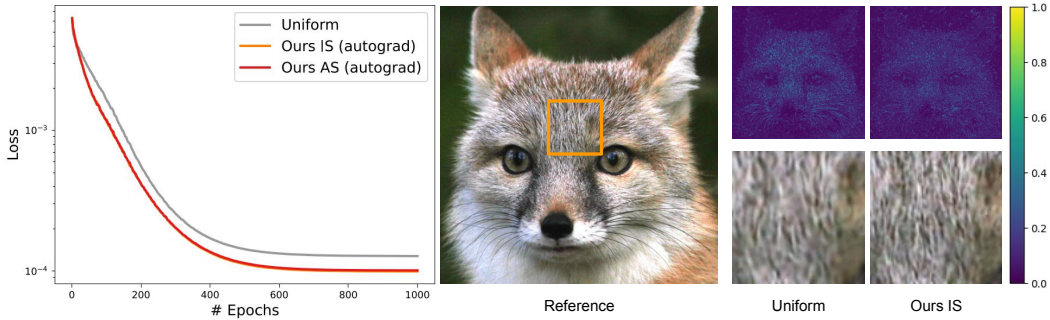 Uniform
Ours IS (autograd)
Ours AS (autograd)
10⁻³
10⁻⁴
Loss
0
200
400
600
800
1000
# Epochs
Reference
Uniform
Ours IS
1.0
0.8
0.6
0.4
0.2
0.0